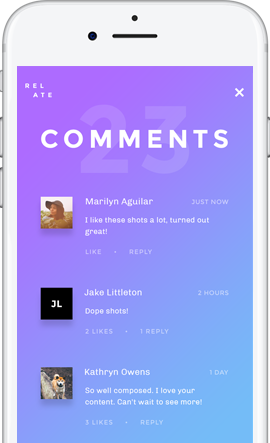 REL
ATE
23
COMMENTS
Marilyn Aguilar JUST NOW
I like these shots a lot, turned out
great!
LIKE • REPLY
JL
Jake Littleton 2 HOURS
Dope shots!
2 LIKES • 1 REPLY
Kathryn Owens 1 DAY
So well composed. I love your
content. Can't wait to see more!
3 LIKES • REPLY